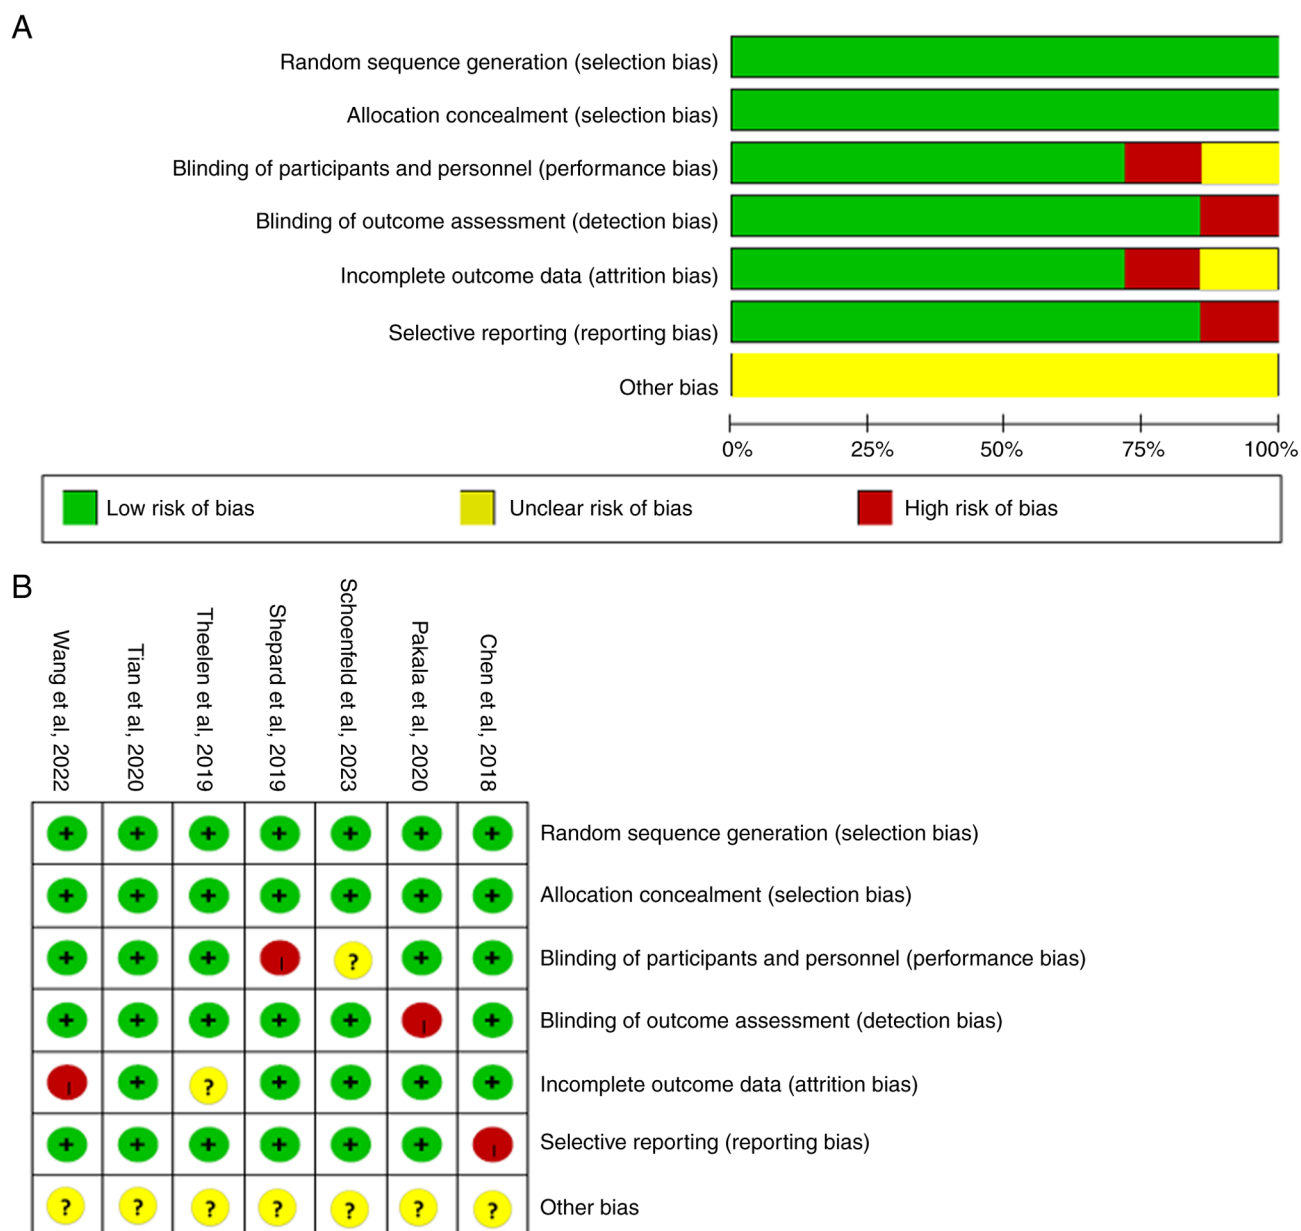 A
Random sequence generation (selection bias)
Allocation concealment (selection bias)
Blinding of participants and personnel (performance bias)
Blinding of outcome assessment (detection bias)
Incomplete outcome data (attrition bias)
Selective reporting (reporting bias)
Other bias
0% 25% 50% 75% 100%
Low risk of bias Unclear risk of bias High risk of bias
B
Wang et al, 2022
Tian et al, 2020
Theelen et al, 2019
Shepard et al, 2019
Schoenfeld et al, 2023
Pakala et al, 2020
Chen et al, 2018
+ + + + + + + Random sequence generation (selection bias)
+ + + + + + + Allocation concealment (selection bias)
+ + + - ? + + Blinding of participants and personnel (performance bias)
+ + + + + - + Blinding of outcome assessment (detection bias)
- + ? + + + + Incomplete outcome data (attrition bias)
+ + + + + + - Selective reporting (reporting bias)
? ? ? ? ? ? ? Other bias